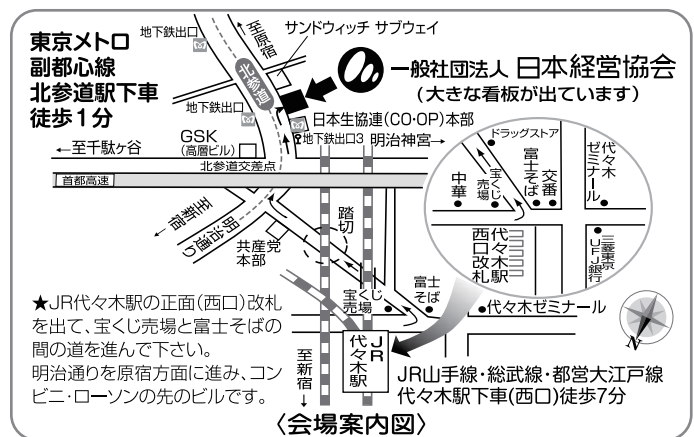 東京メトロ
副都心線
北参道駅下車
徒歩1分
地下鉄出口
至原宿
サンドウィッチ サブウェイ
北参道
一般社団法人 日本経営協会
(大きな看板が出ています)
地下鉄出口
日本生協連(CO・OP)本部
地下鉄出口3
明治神宮→
GSK
(高層ビル)
←至千駄ヶ谷
北参道交差点
首都高速
至新宿
明治通り
共産党
本部
踏切
宝くじ
売場
富士
そば
代々木ゼミナール
ドラッグストア
中華
宝くじ
売場
富士そば
交番
代々木
ゼミナール
代々木駅
西口改札
三菱東京
UFJ銀行
★JR代々木駅の正面(西口)改札
を出て、宝くじ売場と富士そばの
間の道を進んで下さい。
明治通りを原宿方面に進み、コン
ビニ・ローソンの先のビルです。
至新宿
JR
代々木駅
N
JR山手線・総武線・都営大江戸線
代々木駅下車(西口)徒歩7分
〈会場案内図〉